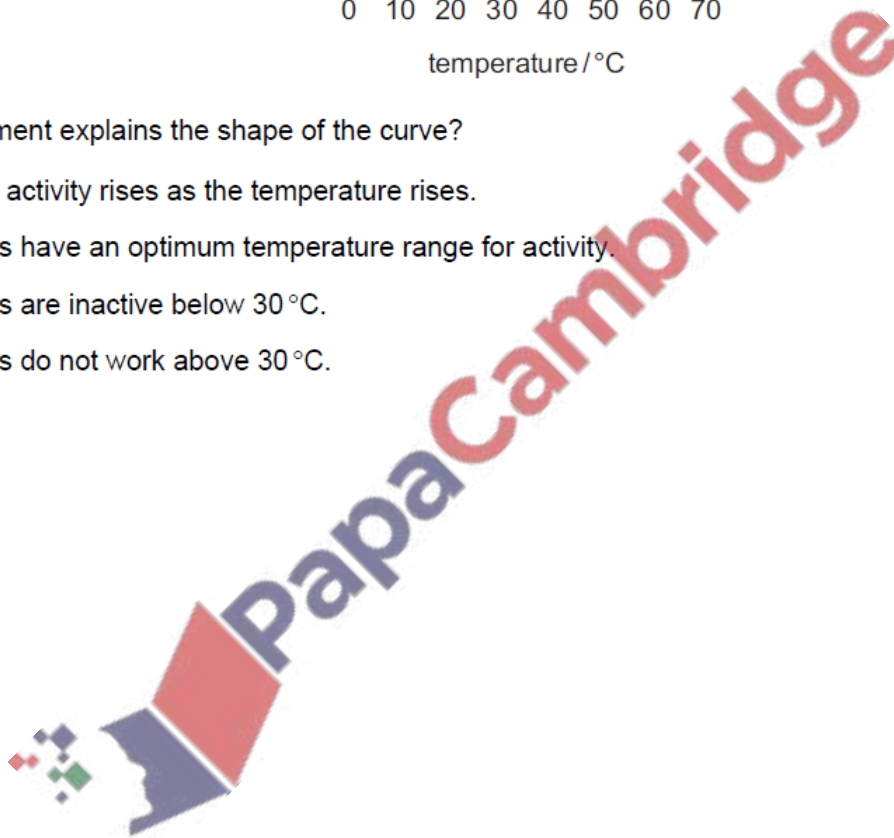 0 10 20 30 40 50 60 70
temperature/°C
ment explains the shape of the curve?
activity rises as the temperature rises.
s have an optimum temperature range for activity.
s are inactive below 30°C.
s do not work above 30°C.
PapaCambridge